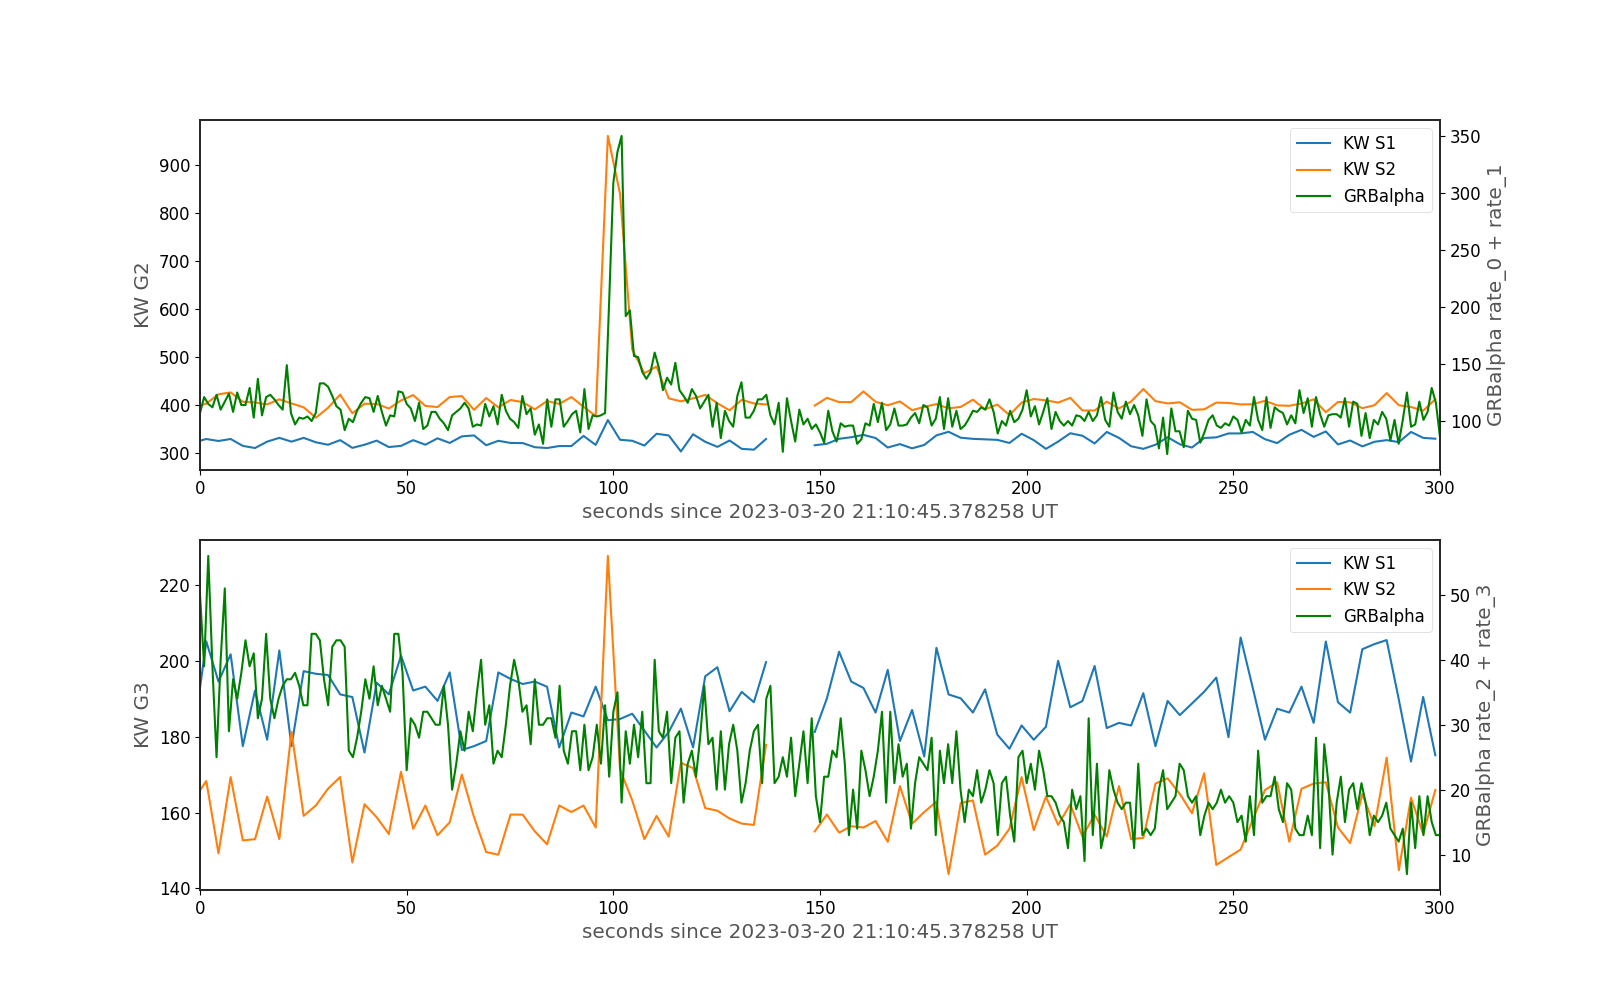 KW S1
KW S2
GRBalpha
900
800
700
600
500
400
300
350
300
250
200
150
100
KW G2
GRBalpha rate_0 + rate_1
0 50 100 150 200 250 300
seconds since 2023-03-20 21:10:45.378258 UT
KW S1
KW S2
GRBalpha
220
200
180
160
140
50
40
30
20
10
KW G3
GRBalpha rate_2 + rate_3
0 50 100 150 200 250 300
seconds since 2023-03-20 21:10:45.378258 UT